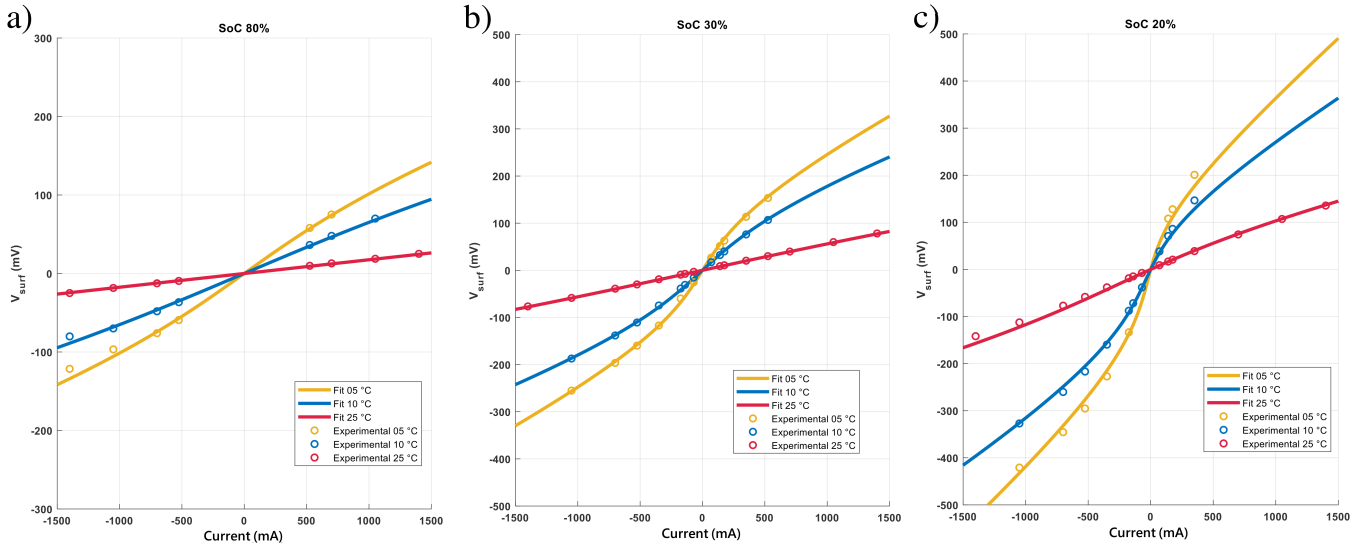 a)
SoC 80%
300
200
100
0
-100
-200
-300
-1500 -1000 -500 0 500 1000 1500
V_surf (mV)
Current (mA)
Fit 05 °C
Fit 10 °C
Fit 25 °C
Experimental 05 °C
Experimental 10 °C
Experimental 25 °C
b)
SoC 30%
500
400
300
200
100
0
-100
-200
-300
-400
-500
-1500 -1000 -500 0 500 1000 1500
V_surf (mV)
Current (mA)
Fit 05 °C
Fit 10 °C
Fit 25 °C
Experimental 05 °C
Experimental 10 °C
Experimental 25 °C
c)
SoC 20%
500
400
300
200
100
0
-100
-200
-300
-400
-500
-1500 -1000 -500 0 500 1000 1500
V_surf (mV)
Current (mA)
Fit 05 °C
Fit 10 °C
Fit 25 °C
Experimental 05 °C
Experimental 10 °C
Experimental 25 °C